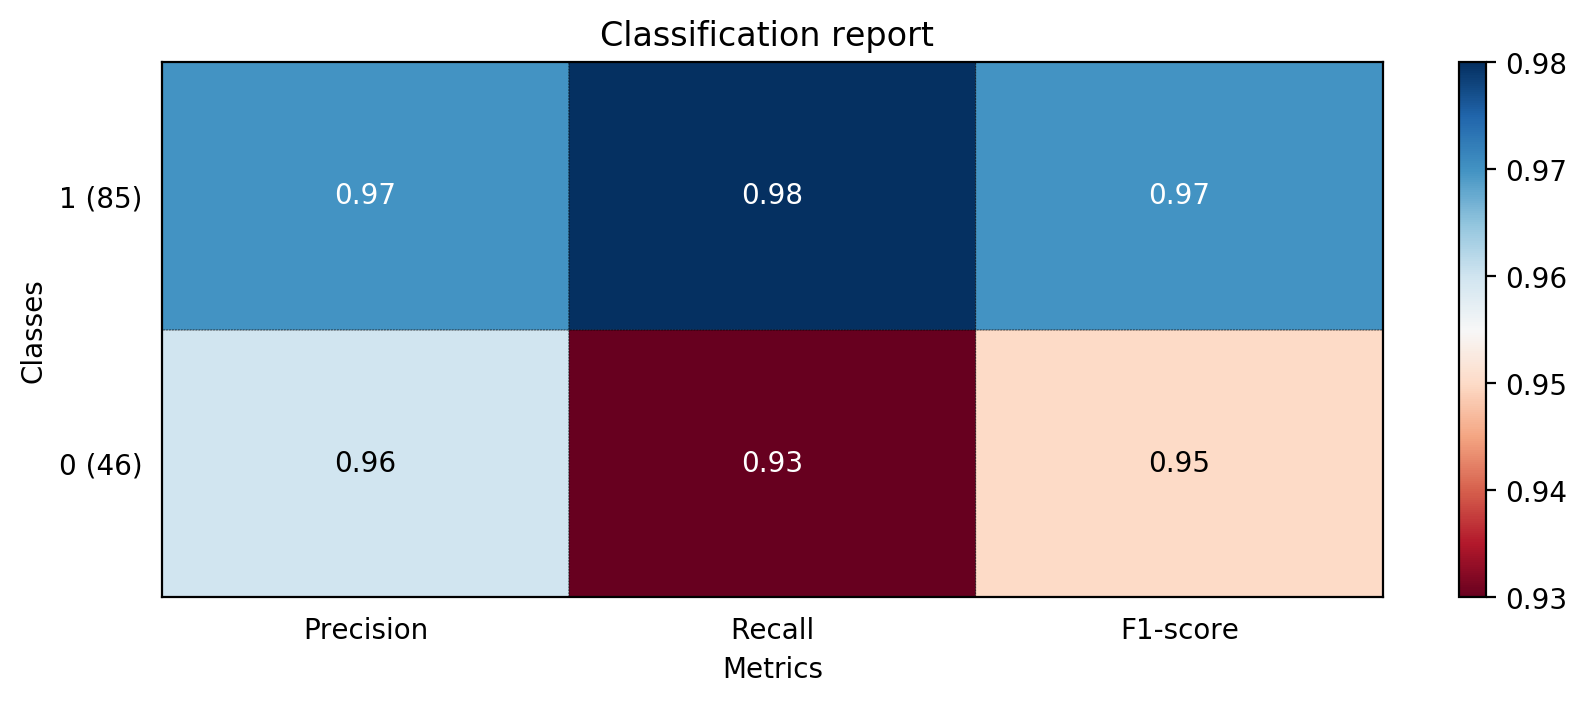 Classification report
Classes
1 (85)
0.97
0.98
0.97
0 (46)
0.96
0.93
0.95
Precision
Recall
F1-score
Metrics
0.98
0.97
0.96
0.95
0.94
0.93